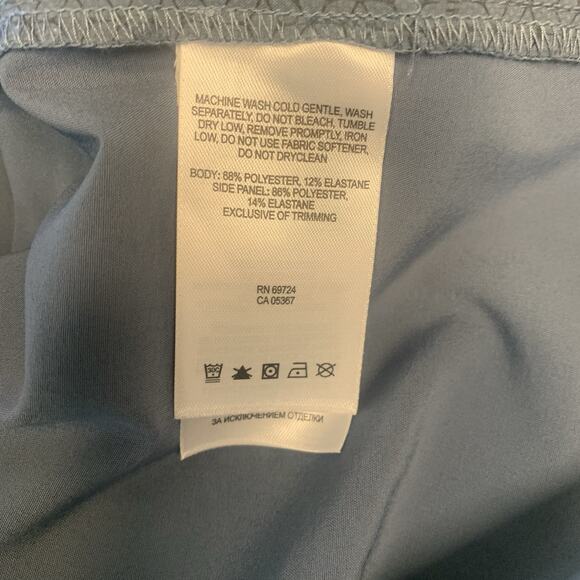 MACHINE WASH COLD GENTLE, WASH
SEPARATELY, DO NOT BLEACH, TUMBLE
DRY LOW, REMOVE PROMPTLY, IRON
LOW, DO NOT USE FABRIC SOFTENER,
DO NOT DRYCLEAN
BODY: 88% POLYESTER, 12% ELASTANE
SIDE PANEL: 86% POLYESTER,
14% ELASTANE
EXCLUSIVE OF TRIMMING
RN 69724
CA 05367
30C
ЗА ИСКЛЮЧЕНИЕМ ОТДЕЛКИ